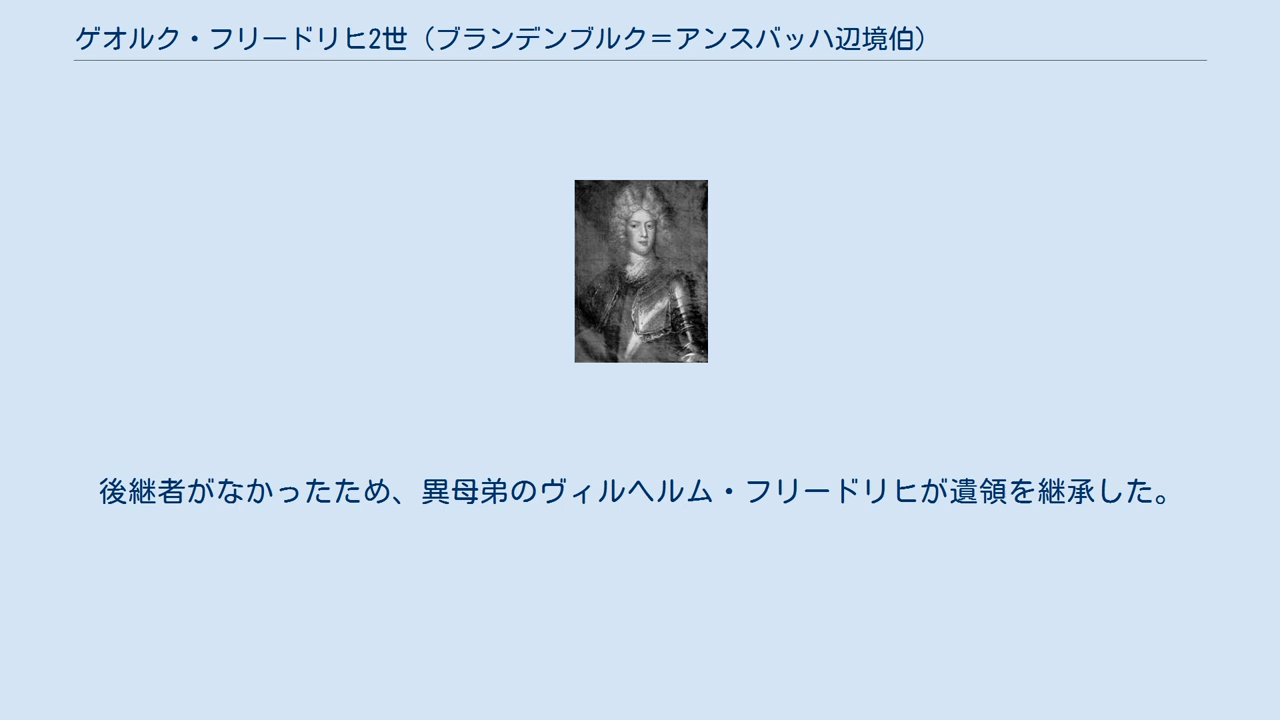 ゲオルク・フリードリヒ2世（ブランデンブルク＝アンスバッハ辺境伯）
後継者がなかったため、異母弟のヴィルヘルム・フリードリヒが遺領を継承した。